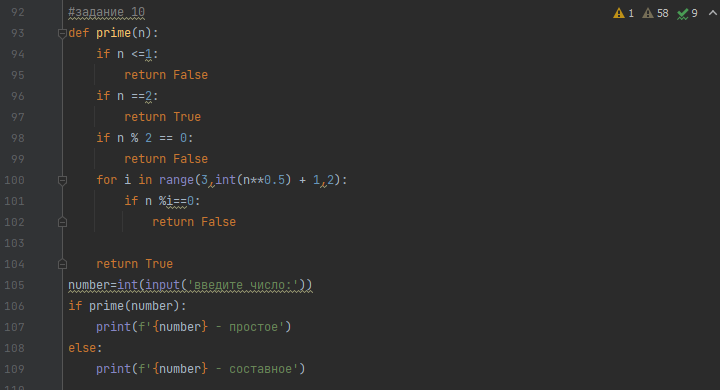 1 58 9
92 #задание 10
93 def prime(n):
94 if n <=1:
95 return False
96 if n ==2:
97 return True
98 if n % 2 == 0:
99 return False
100 for i in range(3,int(n**0.5) + 1,2):
101 if n %i==0:
102 return False
103
104 return True
105 number=int(input('введите число:'))
106 if prime(number):
107 print(f'{number} - простое')
108 else:
109 print(f'{number} - составное')